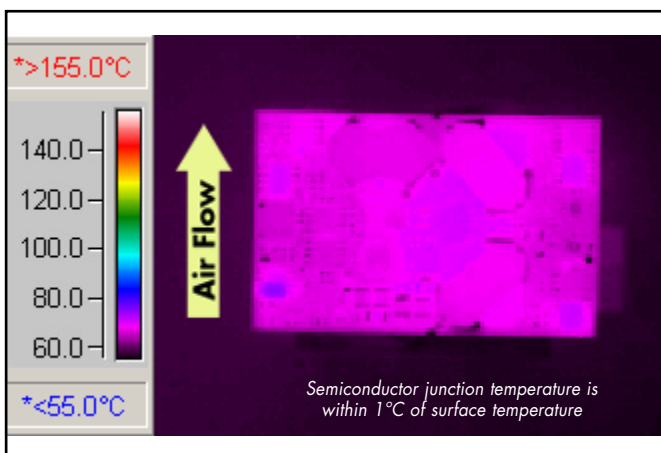 *>155.0°C
140.0
120.0
100.0
80.0
60.0
*<55.0°C
Air Flow
Semiconductor junction temperature is
within 1°C of surface temperature